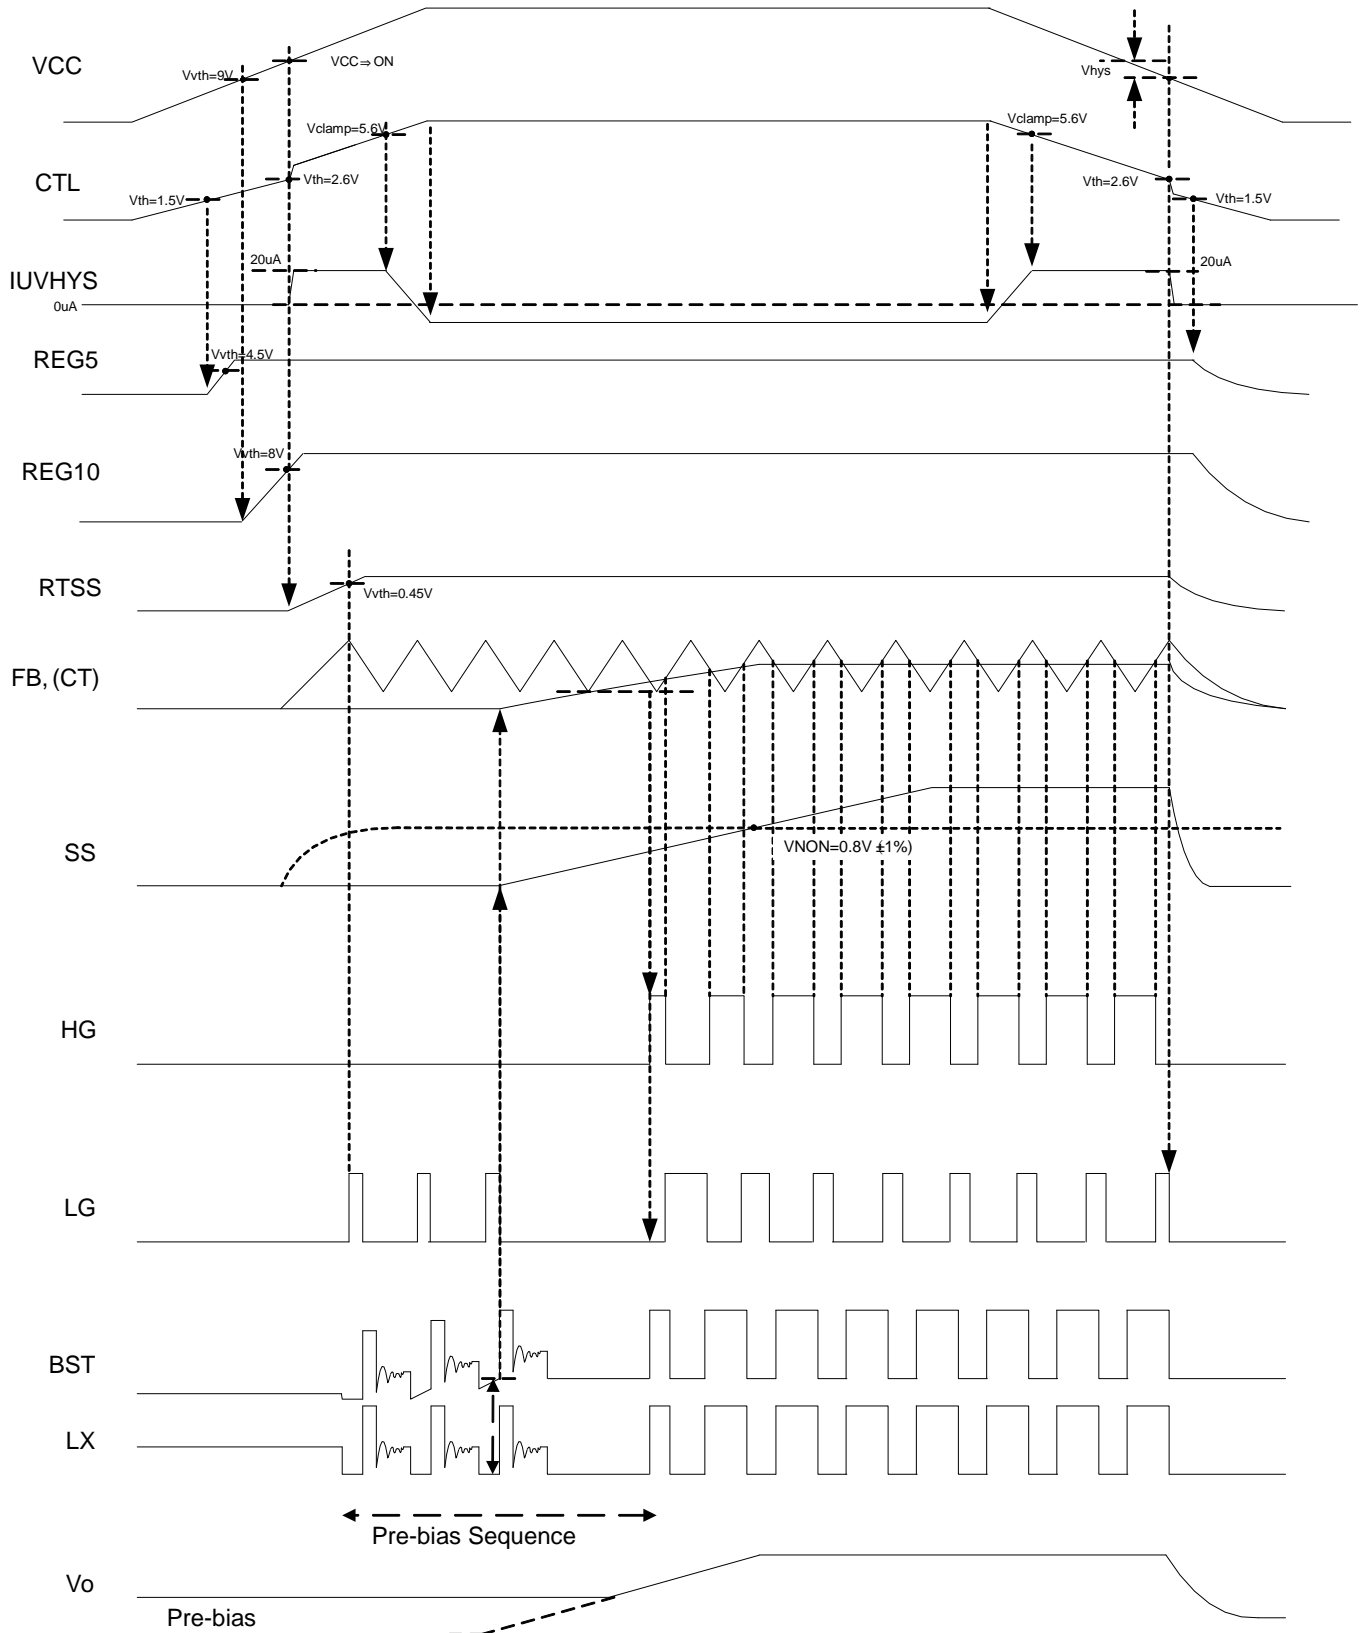 VCC
Vvth=9V
VCC⇒ON
Vhys
Vclamp=5.6V
Vclamp=5.6V
CTL
Vth=2.6V
Vth=2.6V
Vth=1.5V
Vth=1.5V
20uA
20uA
IUVHYS
0uA
REG5
Vvth=4.5V
Vvth=8V
REG10
RTSS
Vvth=0.45V
FB, (CT)
SS
VNON=0.8V ±1%)
HG
LG
BST
LX
Pre-bias Sequence
Vo
Pre-bias